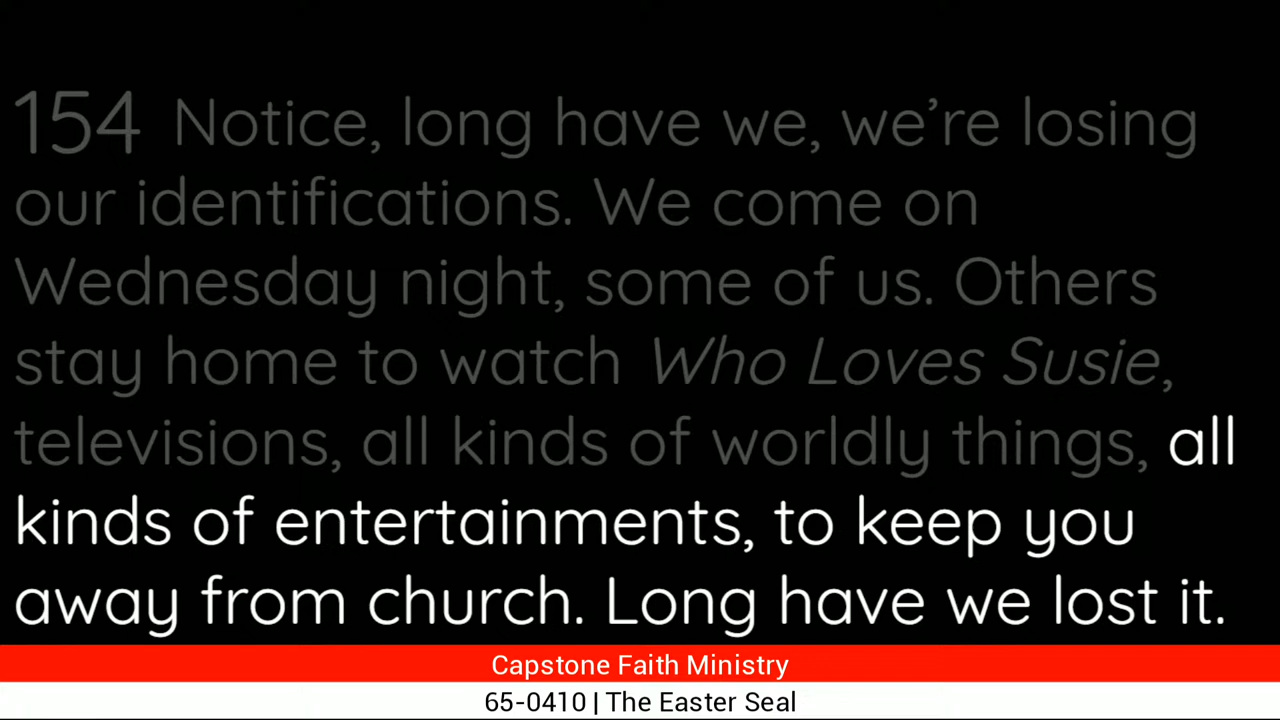 154 Notice, long have we, we’re losing
our identifications. We come on
Wednesday night, some of us. Others
stay home to watch Who Loves Susie,
televisions, all kinds of worldly things, all
kinds of entertainments, to keep you
away from church. Long have we lost it.
Capstone Faith Ministry
65-0410 | The Easter Seal